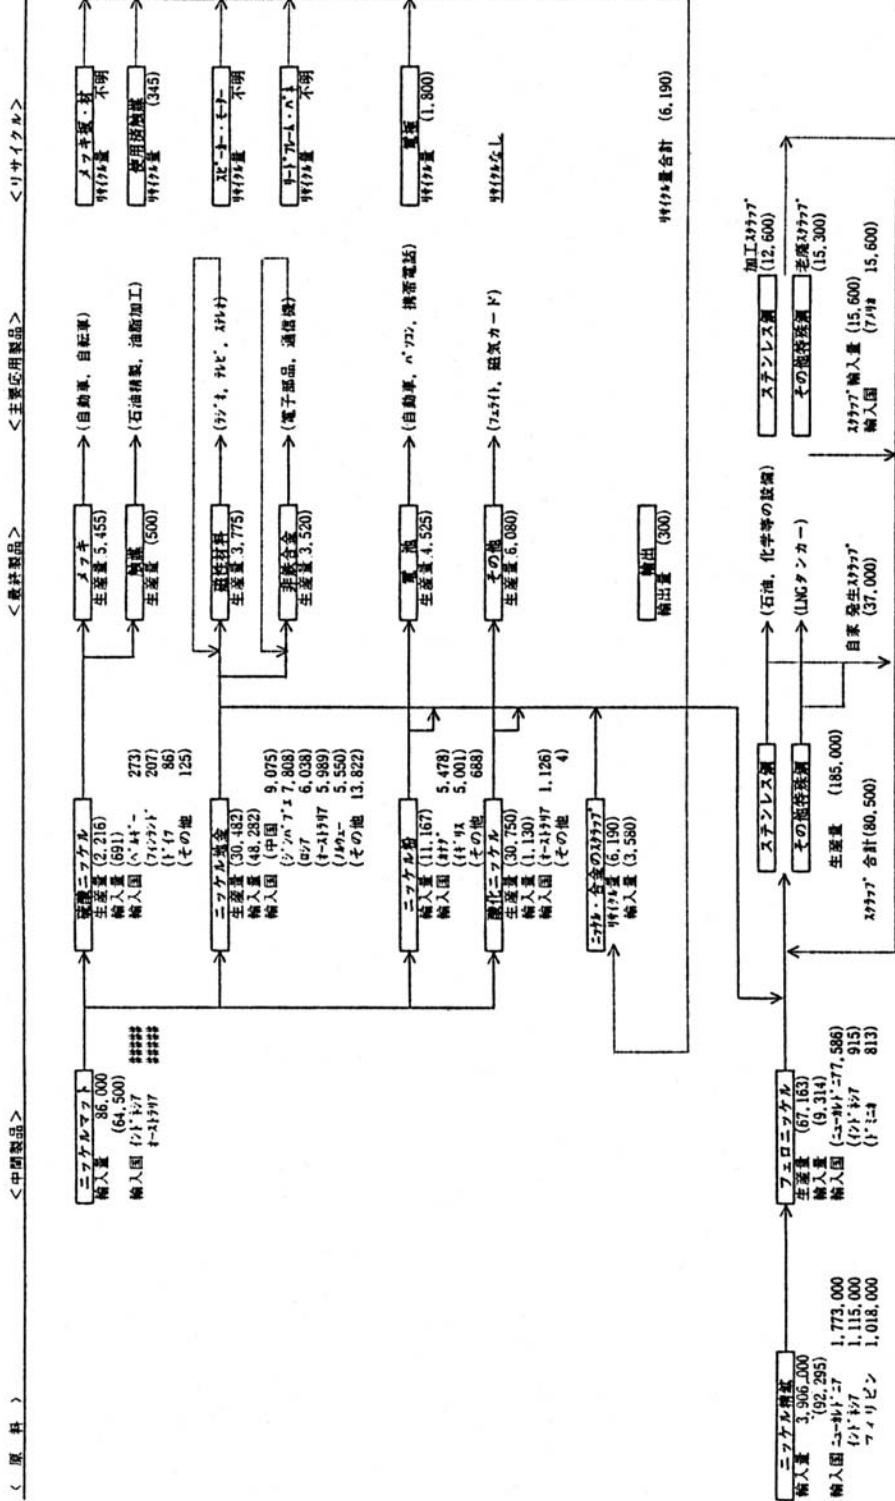 <原 料>
<中間製品>
<最終製品>
<主要応用製品>
<リサイクル>
ニッケルマット
輸入量 86,000
(64,500)
輸入国 インドネシア #####
オーストラリア #####
硫酸ニッケル
生産量 (2,216)
輸入量 (691)
輸入国 (ベルギー 273)
(フィンランド 207)
(ドイツ 86)
(その他 125)
メッキ
生産量 5,455
(自動車, 自転車)
メッキ板・材
リサイクル量 不明
触媒
生産量 (500)
(石油精製, 油脂加工)
使用済触媒
リサイクル量 (345)
ニッケル地金
生産量 (30,482)
輸入量 (48,282)
輸入国 (中国 9,075)
(ジンバブエ 7,808)
(ロシア 6,038)
(オーストラリア 5,989)
(ノルウェー 5,550)
(その他 13,822)
磁性材料
生産量 3,775
(ラジオ, テレビ, ステレオ)
スピーカー・モーター
リサイクル量 不明
非鉄合金
生産量 3,520
(電子部品, 通信機)
リードフレーム・バネ
リサイクル量 不明
ニッケル粉
輸入量 (11,167)
輸入国 (カナダ 5,478)
(イギリス 5,001)
(その他 688)
電 池
生産量 4,525
(自動車, パソコン, 携帯電話)
電極
リサイクル量 (1,800)
酸化ニッケル
生産量 (30,750)
輸入量 (1,130)
輸入国 (オーストラリア 1,126)
(その他 4)
その他
生産量 6,080
(フェライト, 磁気カード)
リサイクルなし
ニッケル・合金のスクラップ
リサイクル量 (6,190)
輸入量 (3,580)
輸出
輸出量 (300)
リサイクル量合計 (6,190)
ニッケル精鉱
輸入量 3,906,000
(92,295)
輸入国 ニューカレドニア 1,773,000
インドネシア 1,115,000
フィリピン 1,018,000
フェロニッケル
生産量 (67,163)
輸入量 (9,314)
輸入国 (ニューカレドニア7,586)
(インドネシア 915)
(ドミニカ 813)
ステンレス鋼
その他特殊鋼
生産量 (185,000)
スクラップ 合計(80,500)
(石油, 化学等の設備)
(LNGタンカー)
自家 発生スクラップ
(37,000)
ステンレス鋼
加工スクラップ
(12,600)
その他特殊鋼
老廃スクラップ
(15,300)
スクラップ 輸入量 (15,600)
輸入国 (アメリカ 15,600)